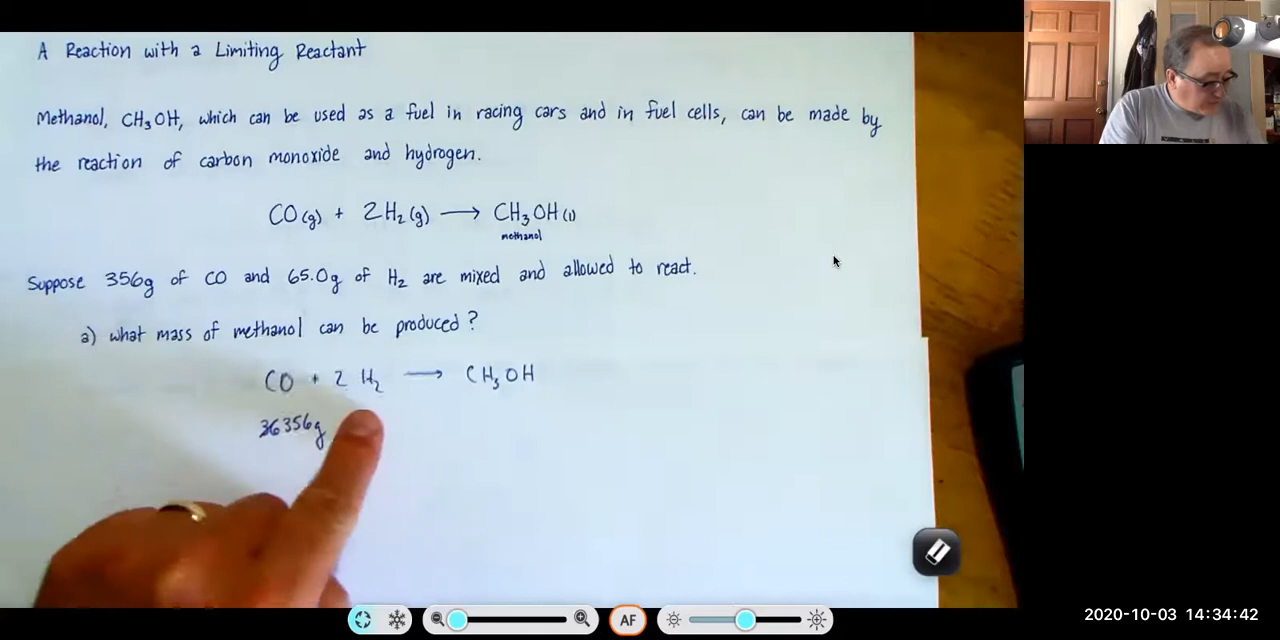 A Reaction with a Limiting Reactant
Methanol, CH₃OH, which can be used as a fuel in racing cars and in fuel cells, can be made by
the reaction of carbon monoxide and hydrogen.
CO(g) + 2H₂(g) ⟶ CH₃OH(l)
methanol
Suppose 356g of CO and 65.0g of H₂ are mixed and allowed to react.
a) what mass of methanol can be produced?
CO + 2 H₂ ⟶ CH₃OH
36356g
AF
2020-10-03 14:34:42